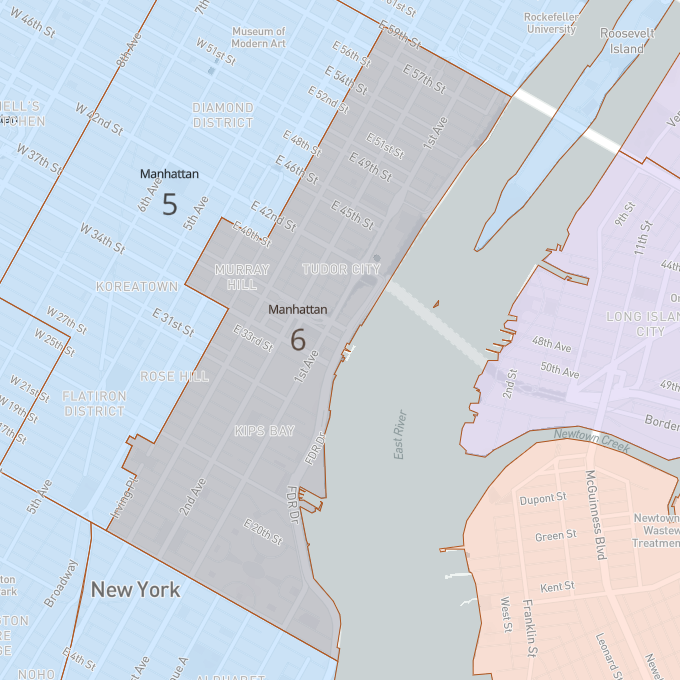 W 46th St
8th Ave
7th
Museum of
Modern Art
E 61st St
E 59th St
Rockefeller
University
Roosevelt
Island
W 51st St
E 56th St
E 54th St
E 57th St
E 52nd St
DIAMOND
DISTRICT
1st Ave
ELL'S
HEN
W 42nd St
E 48th St
E 51st St
E 49th St
W 37th St
E 46th St
Manhattan
5
6th Ave
5th Ave
E 42nd St
E 45th St
E 40th St
9th St
11th St
W 34th St
TUDOR CITY
MURRAY
HILL
44th
KOREATOWN
Manhattan
6
LONG ISLAND
CITY
W 27th St
E 31st St
E 33rd St
W 25th St
48th Ave
50th Ave
49th
1st Ave
2nd St
ROSE HILL
W 21st St
W 19th St
17th St
FLATIRON
DISTRICT
KIPS BAY
East River
Border
Newtown Creek
FDR Dr
5th Ave
Irving Pl
2nd Ave
FDR Dr
E 20th St
McGuinness Blvd
Dupont St
Green St
Newtown
Wastew
Treatmen
Broadway
New York
Kent St
West St
Franklin St
Leonard St
NOHO
E 4th St
ALPHABET